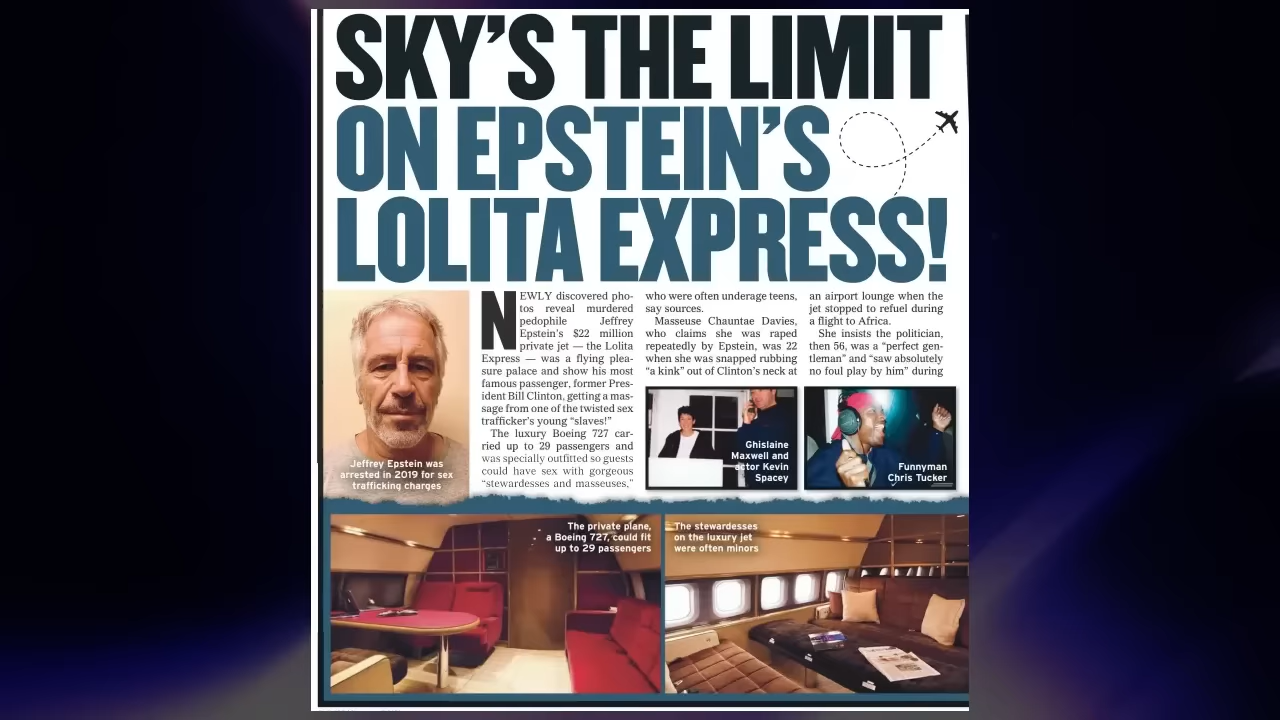 SKY'S THE LIMIT
ON EPSTEIN'S
LOLITA EXPRESS!
NEWLY discovered pho-
tos reveal murdered
pedophile Jeffrey
Epstein's $22 million
private jet — the Lolita
Express — was a flying plea-
sure palace and show his most
famous passenger, former Pres-
ident Bill Clinton, getting a mas-
sage from one of the twisted sex
trafficker's young "slaves!"
The luxury Boeing 727 car-
ried up to 29 passengers and
was specially outfitted so guests
could have sex with gorgeous
"stewardesses and masseuses,"
who were often underage teens,
say sources.
Masseuse Chauntae Davies,
who claims she was raped
repeatedly by Epstein, was 22
when she was snapped rubbing
"a kink" out of Clinton's neck at
an airport lounge when the
jet stopped to refuel during
a flight to Africa.
She insists the politician,
then 56, was a "perfect gen-
tleman" and "saw absolutely
no foul play by him" during
Jeffrey Epstein was
arrested in 2019 for sex
trafficking charges
Ghislaine
Maxwell and
actor Kevin
Spacey
Funnyman
Chris Tucker
The private plane,
a Boeing 727, could fit
up to 29 passengers
The stewardesses
on the luxury jet
were often minors